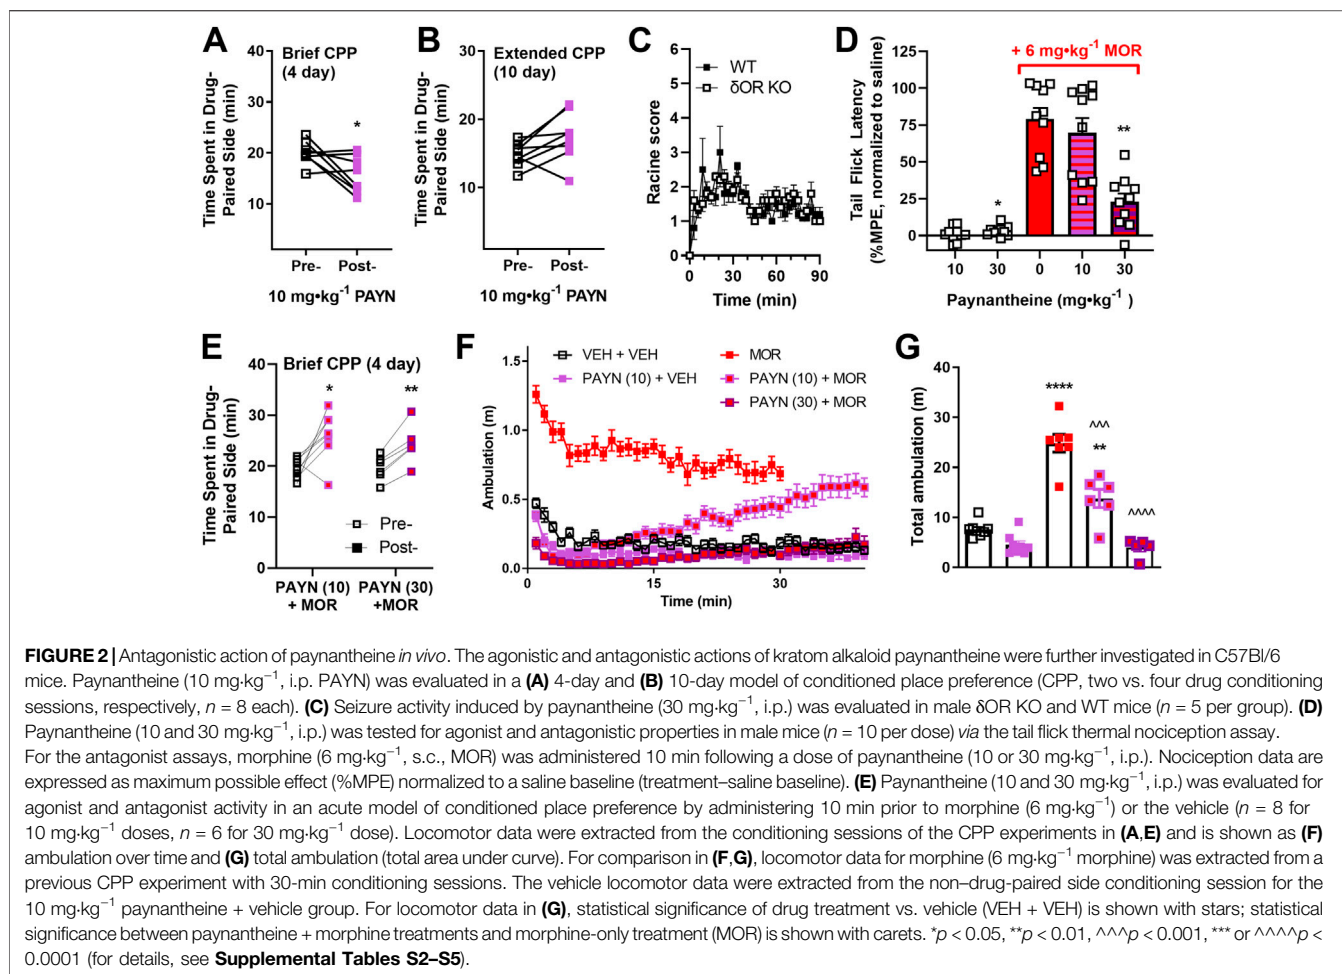 A
Brief CPP
(4 day)
Time Spent in Drug-
Paired Side (min)
40
30
20
10
*
Pre-
Post-
10 mg•kg⁻¹ PAYN
B
Extended CPP
(10 day)
Time Spent in Drug-
Paired Side (min)
30
20
10
Pre-
Post-
10 mg•kg⁻¹ PAYN
C
Racine score
6
5
4
3
2
1
0
WT
δOR KO
0
30
60
90
Time (min)
D
+ 6 mg•kg⁻¹ MOR
Tail Flick Latency
(%MPE, normalized to saline)
125
100
75
50
25
0
*
**
10
30
0
10
30
Paynantheine (mg•kg⁻¹ )
E
Brief CPP (4 day)
Time Spent in Drug-
Paired Side (min)
40
30
20
10
0
*
**
Pre-
Post-
PAYN (10)
+ MOR
PAYN (30)
+MOR
F
VEH + VEH
PAYN (10) + VEH
MOR
PAYN (10) + MOR
PAYN (30) + MOR
Ambulation (m)
1.5
1.0
0.5
0.0
0
15
30
Time (min)
G
Total ambulation (m)
40
30
20
10
0
****
^^^
**
^^^^
FIGURE 2 | Antagonistic action of paynantheine in vivo. The agonistic and antagonistic actions of kratom alkaloid paynantheine were further investigated in C57Bl/6
mice. Paynantheine (10 mg·kg⁻¹, i.p. PAYN) was evaluated in a (A) 4-day and (B) 10-day model of conditioned place preference (CPP, two vs. four drug conditioning
sessions, respectively, n = 8 each). (C) Seizure activity induced by paynantheine (30 mg·kg⁻¹, i.p.) was evaluated in male δOR KO and WT mice (n = 5 per group). (D)
Paynantheine (10 and 30 mg·kg⁻¹, i.p.) was tested for agonist and antagonistic properties in male mice (n = 10 per dose) via the tail flick thermal nociception assay.
For the antagonist assays, morphine (6 mg·kg⁻¹, s.c., MOR) was administered 10 min following a dose of paynantheine (10 or 30 mg·kg⁻¹, i.p.). Nociception data are
expressed as maximum possible effect (%MPE) normalized to a saline baseline (treatment–saline baseline). (E) Paynantheine (10 and 30 mg·kg⁻¹, i.p.) was evaluated for
agonist and antagonist activity in an acute model of conditioned place preference by administering 10 min prior to morphine (6 mg·kg⁻¹) or the vehicle (n = 8 for
10 mg·kg⁻¹ doses, n = 6 for 30 mg·kg⁻¹ dose). Locomotor data were extracted from the conditioning sessions of the CPP experiments in (A,E) and is shown as (F)
ambulation over time and (G) total ambulation (total area under curve). For comparison in (F,G), locomotor data for morphine (6 mg·kg⁻¹ morphine) was extracted from a
previous CPP experiment with 30-min conditioning sessions. The vehicle locomotor data were extracted from the non–drug-paired side conditioning session for the
10 mg·kg⁻¹ paynantheine + vehicle group. For locomotor data in (G), statistical significance of drug treatment vs. vehicle (VEH + VEH) is shown with stars; statistical
significance between paynantheine + morphine treatments and morphine-only treatment (MOR) is shown with carets. *p < 0.05, **p < 0.01, ^^^p < 0.001, *** or ^^^^p <
0.0001 (for details, see Supplemental Tables S2–S5).